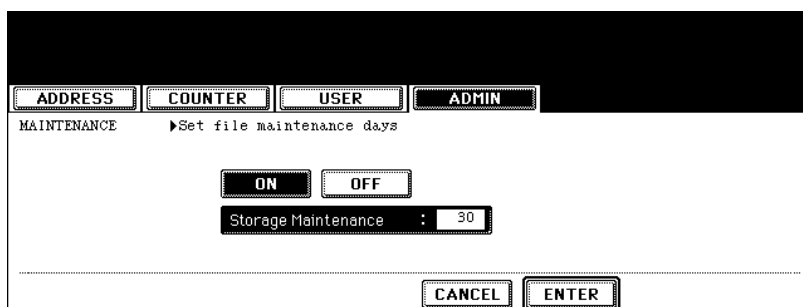 ADDRESS COUNTER USER ADMIN
MAINTENANCE ▶Set file maintenance days
ON OFF
Storage Maintenance : 30
CANCEL ENTER